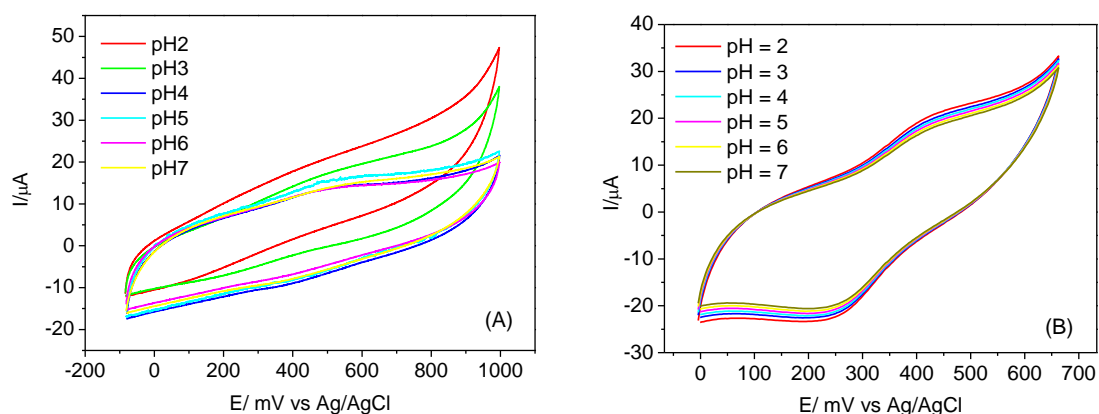 50
40
30
20
10
0
-10
-20
-200 0 200 400 600 800 1000
I/µA
E/ mV vs Ag/AgCl
pH2
pH3
pH4
pH5
pH6
pH7
(A)
40
30
20
10
0
-10
-20
-30
0 100 200 300 400 500 600 700
I/µA
E/ mV vs Ag/AgCl
pH = 2
pH = 3
pH = 4
pH = 5
pH = 6
pH = 7
(B)